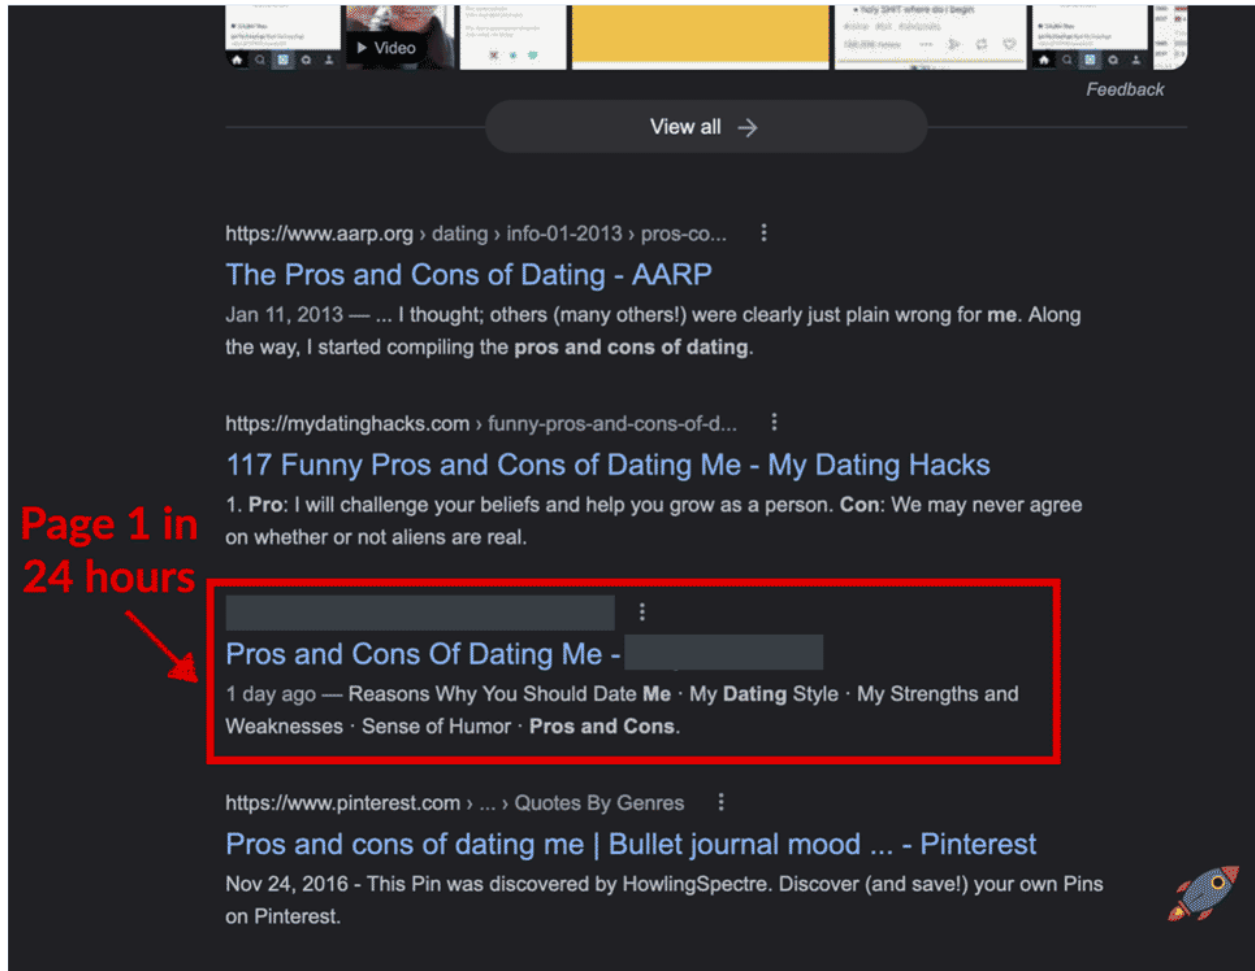 • holy SHIT where do i begin
Video
Feedback
View all →
https://www.aarp.org › dating › info-01-2013 › pros-co...
The Pros and Cons of Dating - AARP
Jan 11, 2013 — ... I thought; others (many others!) were clearly just plain wrong for me. Along
the way, I started compiling the pros and cons of dating.
https://mydatinghacks.com › funny-pros-and-cons-of-d...
117 Funny Pros and Cons of Dating Me - My Dating Hacks
1. Pro: I will challenge your beliefs and help you grow as a person. Con: We may never agree
on whether or not aliens are real.
Page 1 in
24 hours
Pros and Cons Of Dating Me -
1 day ago — Reasons Why You Should Date Me · My Dating Style · My Strengths and
Weaknesses · Sense of Humor · Pros and Cons.
https://www.pinterest.com › ... › Quotes By Genres
Pros and cons of dating me | Bullet journal mood ... - Pinterest
Nov 24, 2016 - This Pin was discovered by HowlingSpectre. Discover (and save!) your own Pins
on Pinterest.